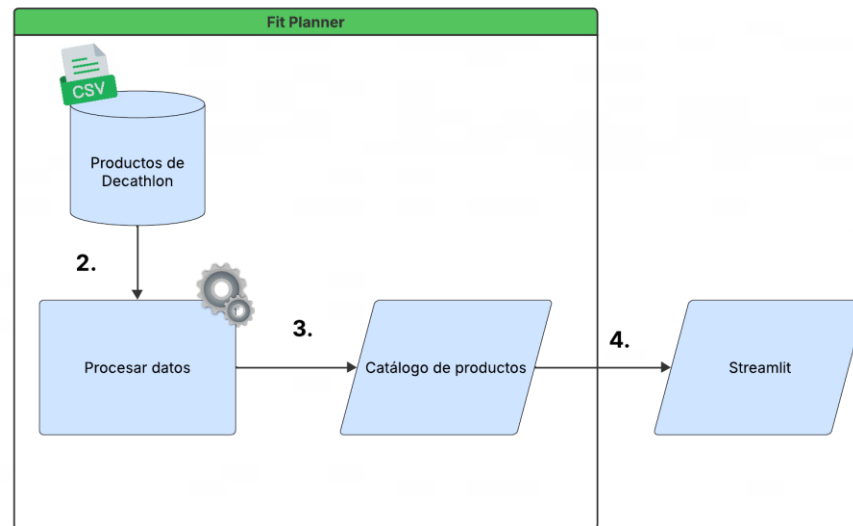 Fit Planner
CSV
Productos de
Decathlon
2.
3.
4.
Procesar datos
Catálogo de productos
Streamlit